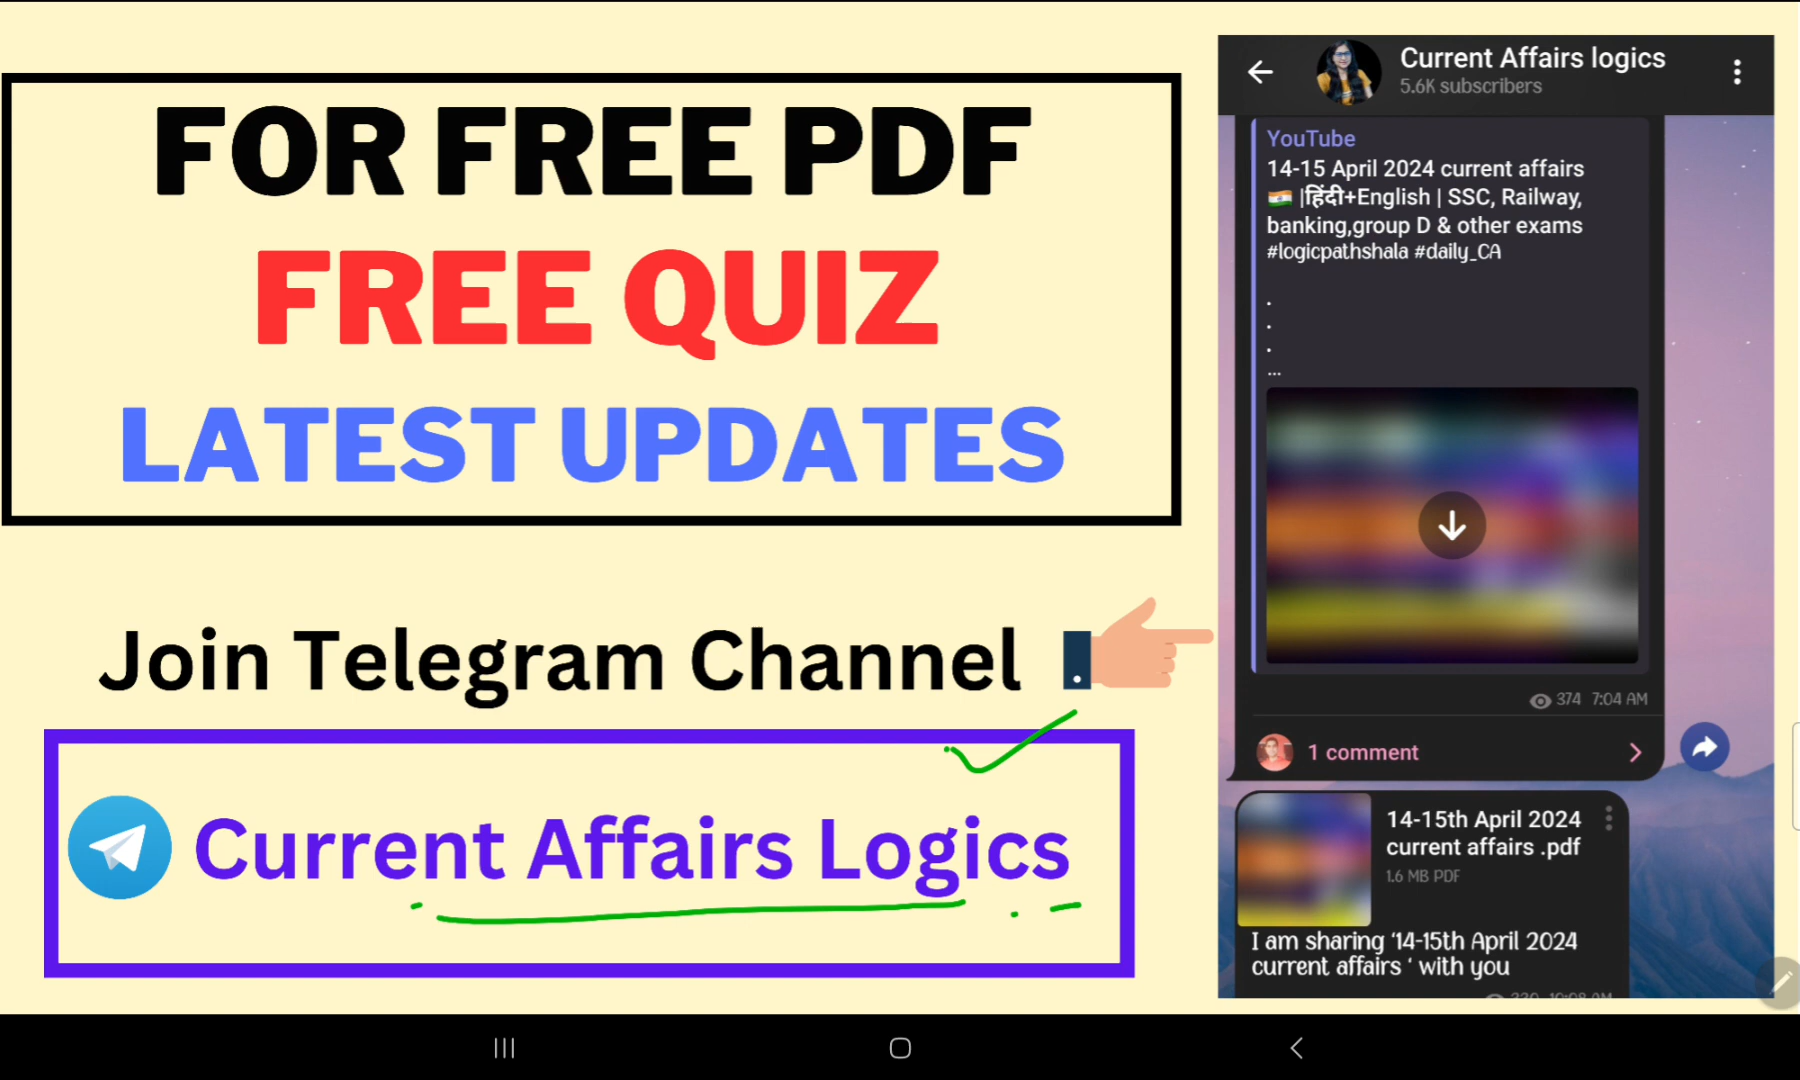 FOR FREE PDF
FREE QUIZ
LATEST UPDATES
Join Telegram Channel
Current Affairs Logics
Current Affairs logics
5.6K subscribers
YouTube
14-15 April 2024 current affairs
🇮🇳 |हिंदी+English | SSC, Railway,
banking,group D & other exams
#logicpathshala #daily_CA
.
.
.
...
374 7:04 AM
1 comment
14-15th April 2024
current affairs .pdf
1.6 MB PDF
I am sharing '14-15th April 2024
current affairs ' with you